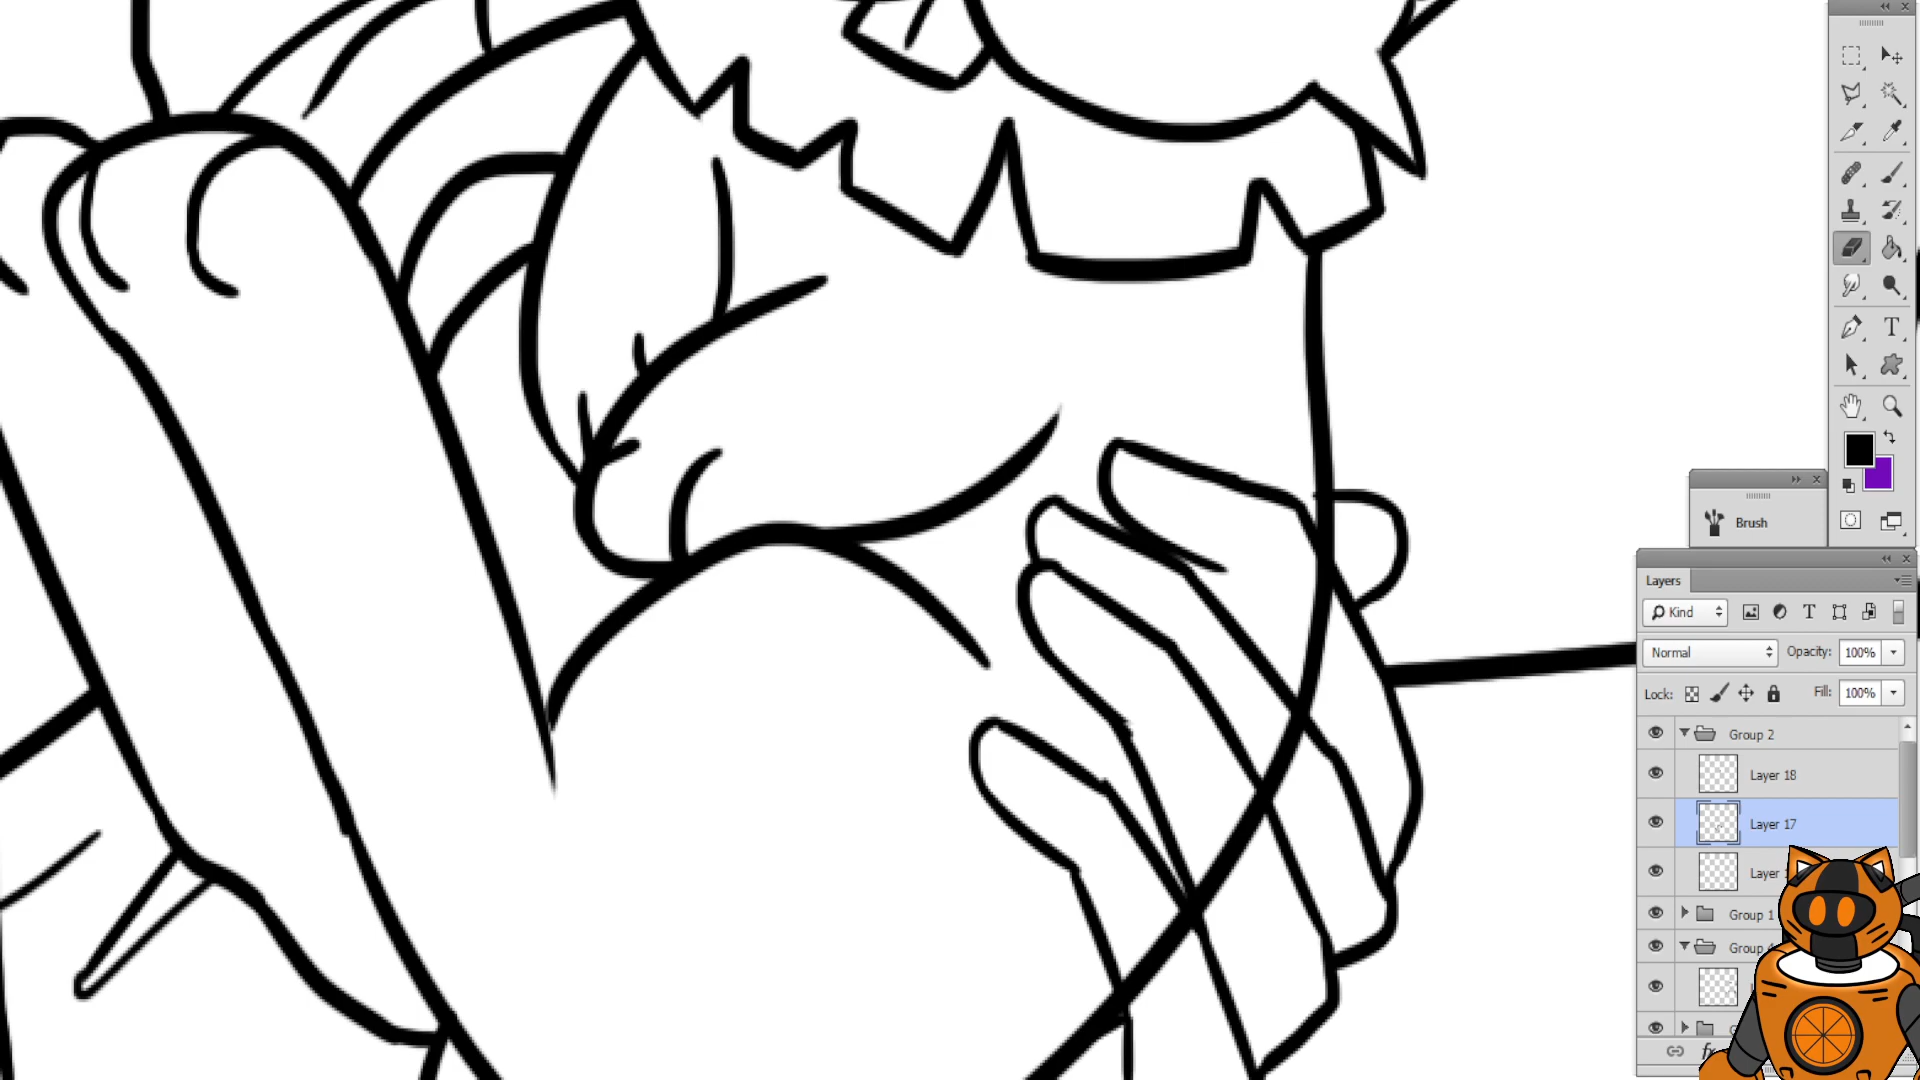 T
Brush
Layers
Kind
T
Normal
Opacity: 100%
Lock:
Fill: 100%
Group 2
Layer 18
Layer 17
Layer
Group 1
Group
fx